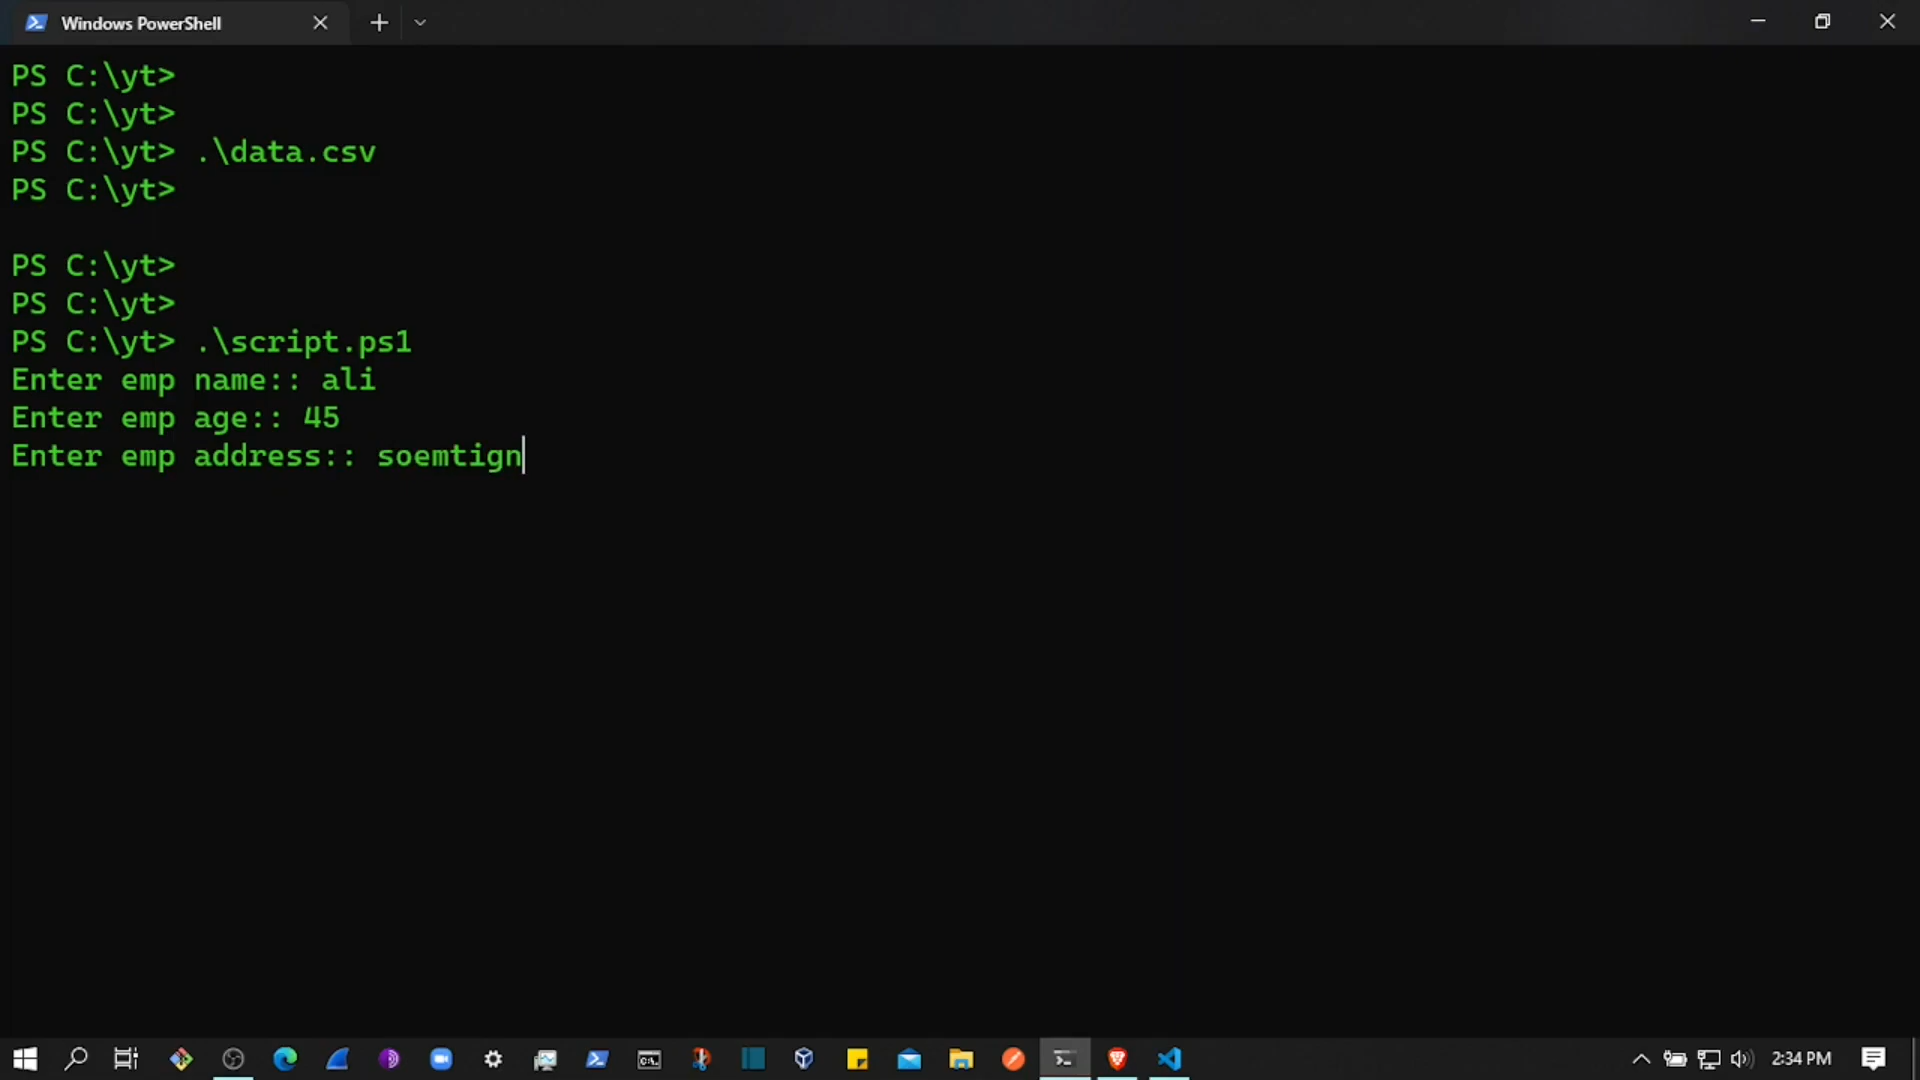 Windows PowerShell
PS C:\yt>
PS C:\yt>
PS C:\yt> .\data.csv
PS C:\yt>
PS C:\yt>
PS C:\yt>
PS C:\yt> .\script.ps1
Enter emp name:: ali
Enter emp age:: 45
Enter emp address:: soemtign
2:34 PM